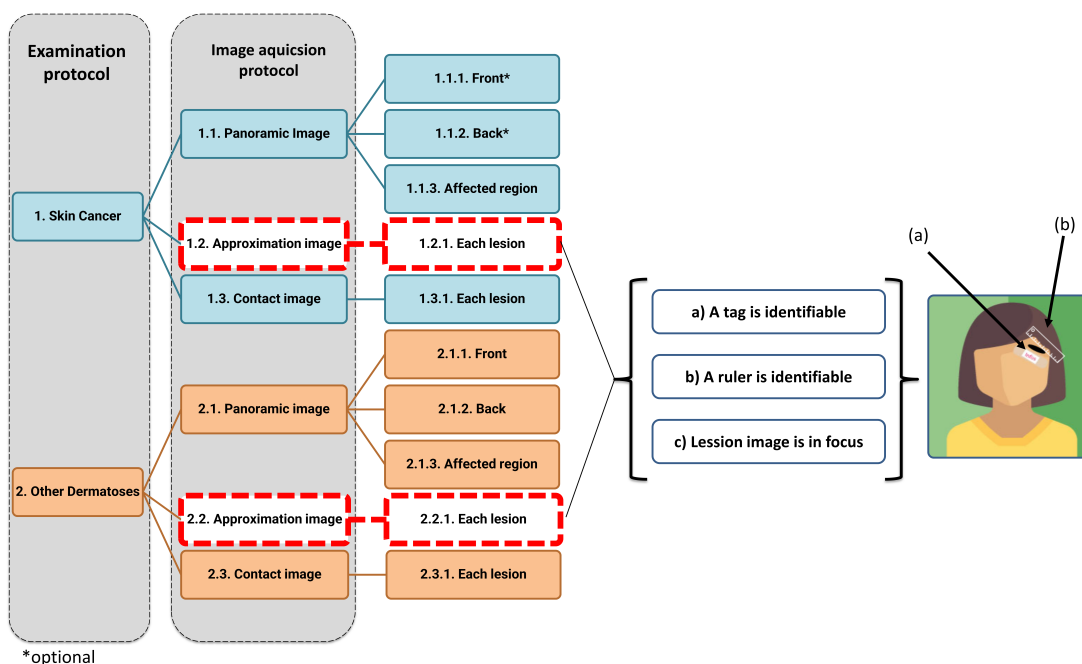 Examination
protocol
Image aquicsion
protocol
1. Skin Cancer
1.1. Panoramic Image
1.1.1. Front*
1.1.2. Back*
1.1.3. Affected region
1.2. Approximation image
1.2.1. Each lesion
1.3. Contact image
1.3.1. Each lesion
2. Other Dermatoses
2.1. Panoramic image
2.1.1. Front
2.1.2. Back
2.1.3. Affected region
2.2. Approximation image
2.2.1. Each lesion
2.3. Contact image
2.3.1. Each lesion
*optional
a) A tag is identifiable
b) A ruler is identifiable
c) Lession image is in focus
(a)
(b)